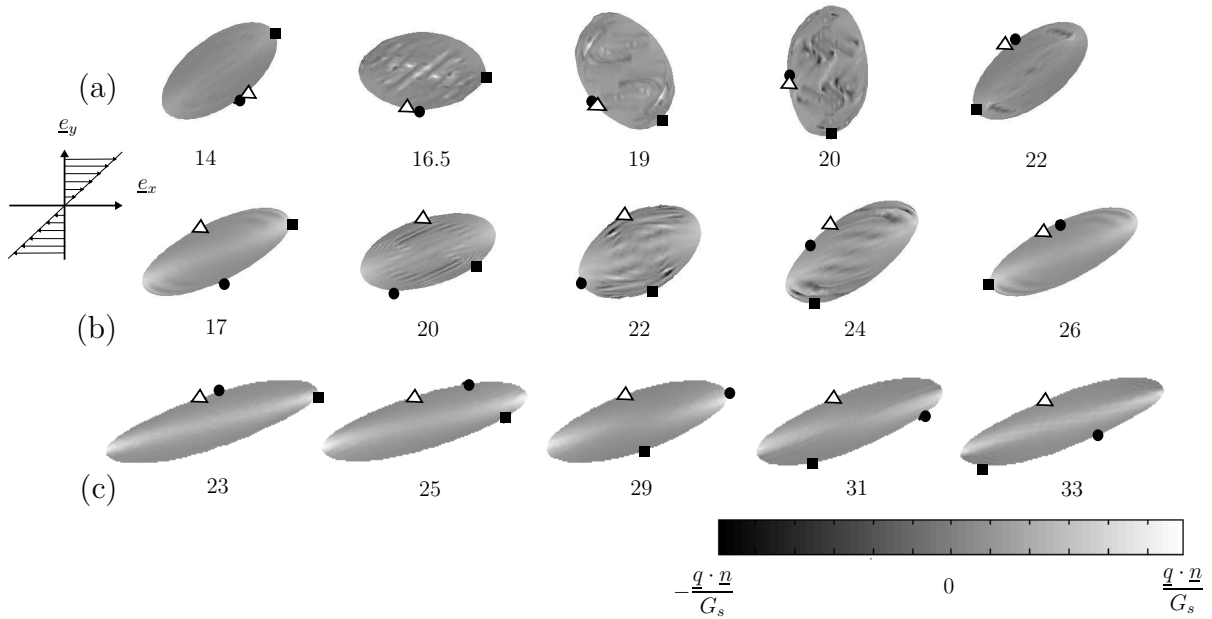 (a)
14 16.5 19 20 22
e_y
e_x
(b)
17 20 22 24 26
(c)
23 25 29 31 33
−q · n/G_s 0 q · n/G_s